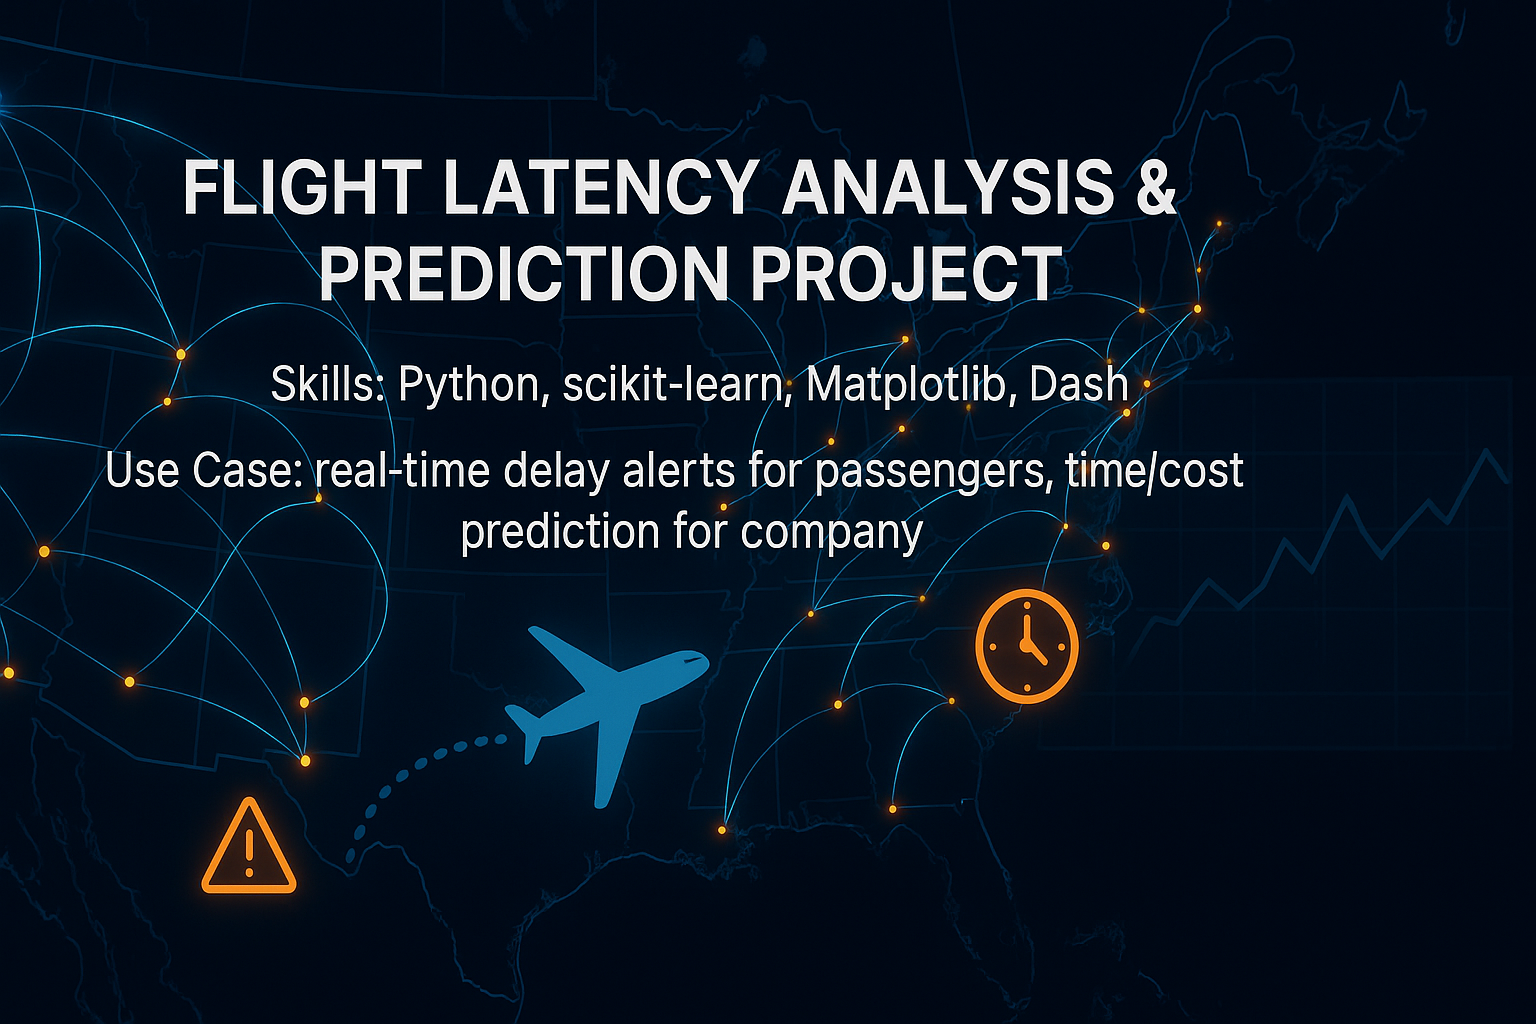 FLIGHT LATENCY ANALYSIS &
PREDICTION PROJECT
Skills: Python, scikit-learn, Matplotlib, Dash
Use Case: real-time delay alerts for passengers, time/cost
prediction for company